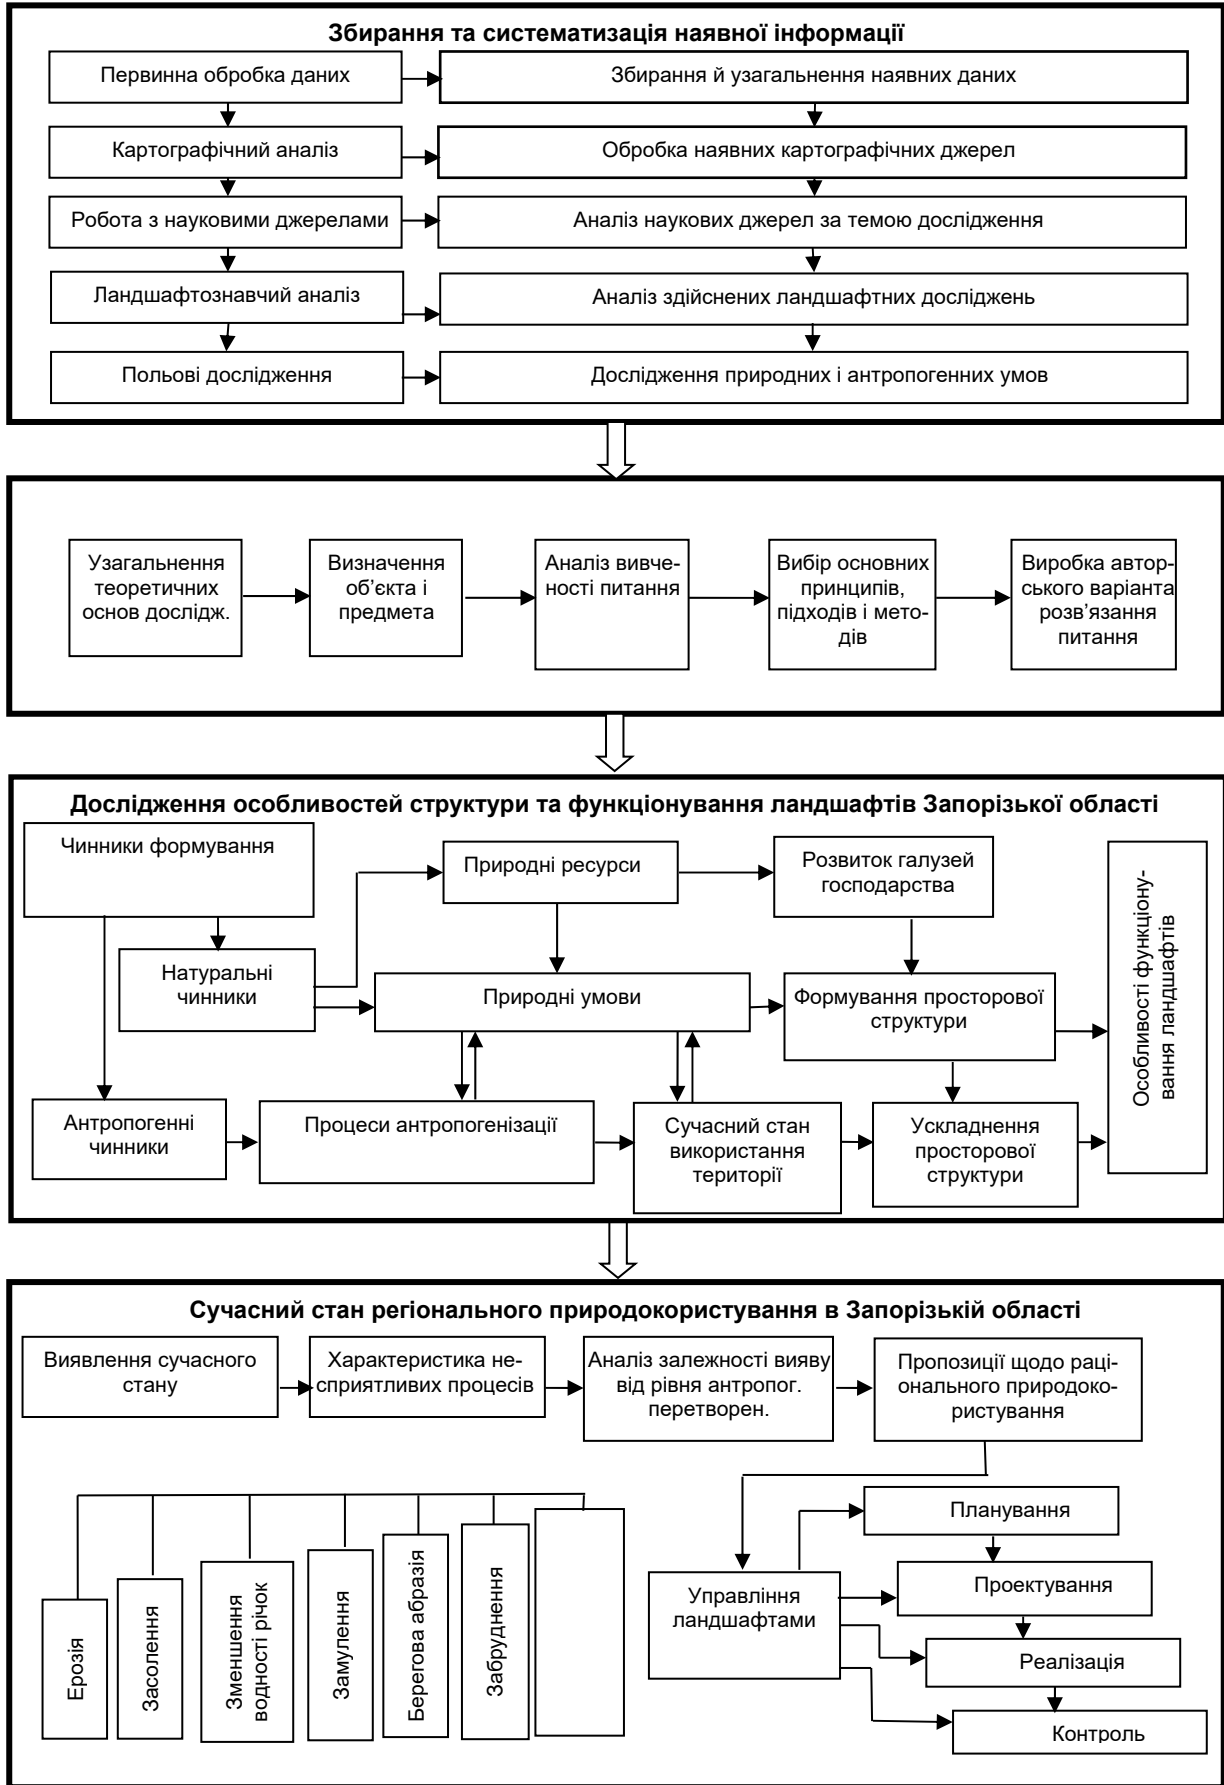 Збирання та систематизація наявної інформації
Первинна обробка даних
Збирання й узагальнення наявних даних
Картографічний аналіз
Обробка наявних картографічних джерел
Робота з науковими джерелами
Аналіз наукових джерел за темою дослідження
Ландшафтознавчий аналіз
Аналіз здійснених ландшафтних досліджень
Польові дослідження
Дослідження природних і антропогенних умов
Узагальнення
теоретичних
основ дослідж.
Визначення
об’єкта і
предмета
Аналіз вивче-
ності питання
Вибір основних
принципів,
підходів і мето-
дів
Виробка автор-
ського варіанта
розв’язання
питання
Дослідження особливостей структури та функціонування ландшафтів Запорізької області
Чинники формування
Природні ресурси
Розвиток галузей
господарства
Особливості функціону-
вання ландшафтів
Натуральні
чинники
Природні умови
Формування просторової
структури
Антропогенні
чинники
Процеси антропогенізації
Сучасний стан
використання
території
Ускладнення
просторової
структури
Сучасний стан регіонального природокористування в Запорізькій області
Виявлення сучасного
стану
Характеристика не-
сприятливих процесів
Аналіз залежності вияву
від рівня антропог.
перетворен.
Пропозиції щодо раці-
онального природоко-
ристування
Ерозія
Засолення
Зменшення
водності річок
Замулення
Берегова абразія
Забруднення
Управління
ландшафтами
Планування
Проектування
Реалізація
Контроль